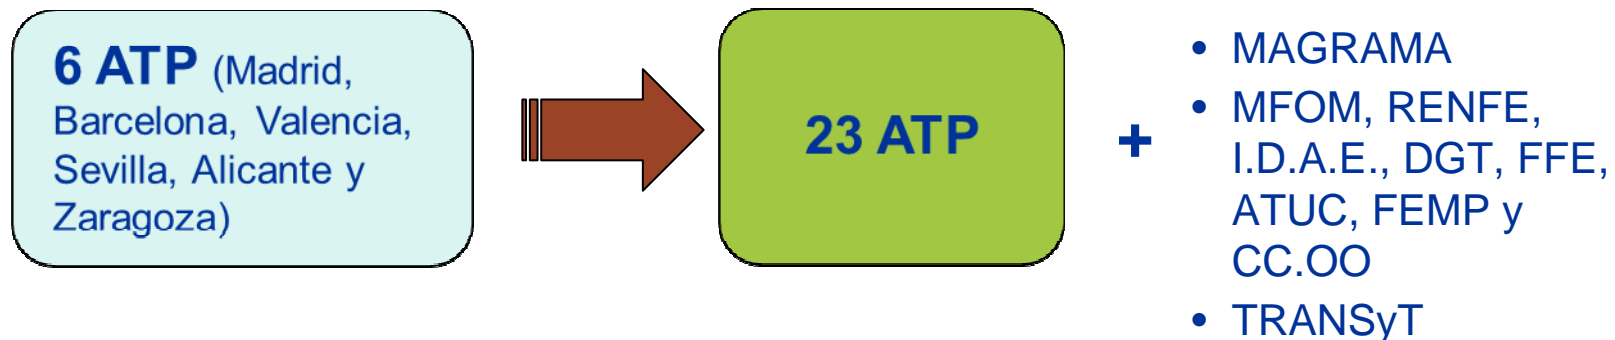 6 ATP (Madrid,
Barcelona, Valencia,
Sevilla, Alicante y
Zaragoza)
23 ATP
+
• MAGRAMA
• MFOM, RENFE,
I.D.A.E., DGT, FFE,
ATUC, FEMP y
CC.OO
• TRANSyT